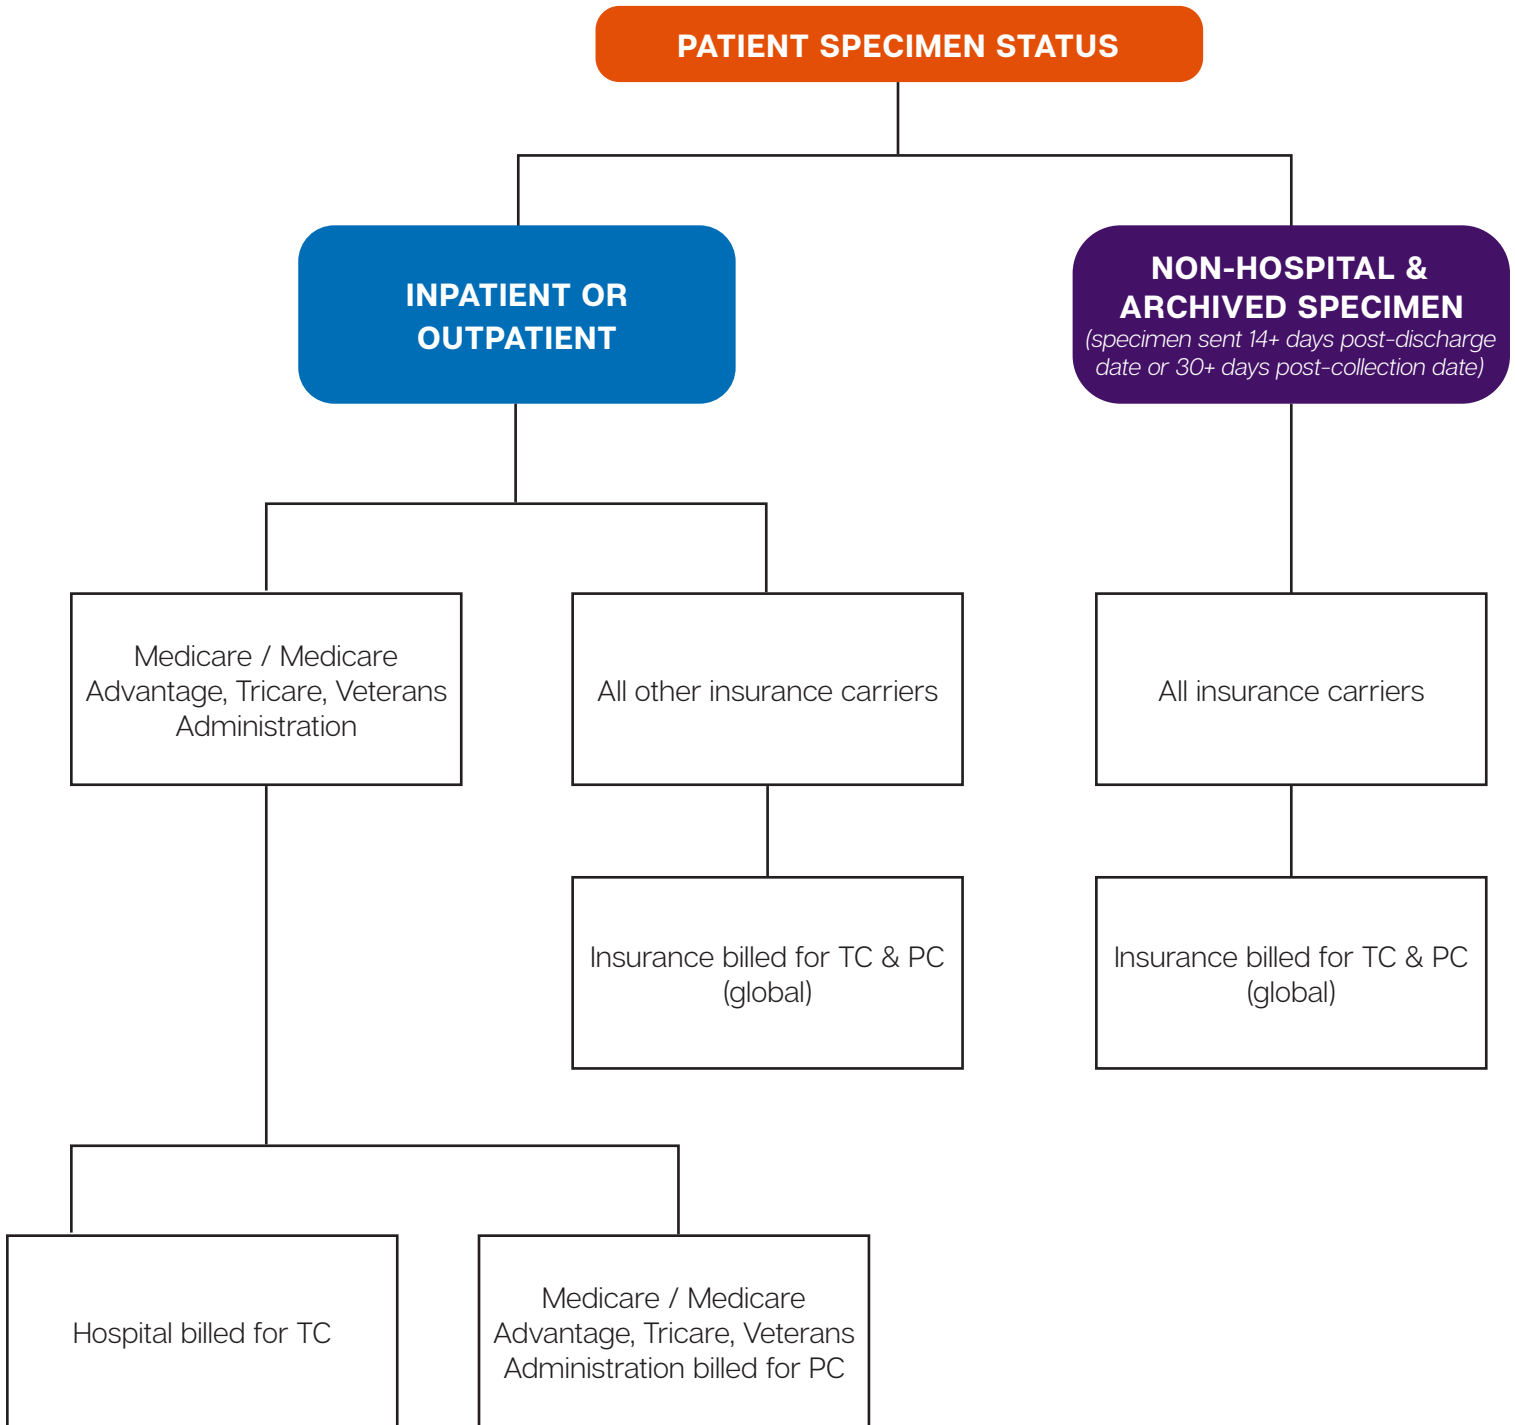 PATIENT SPECIMEN STATUS
INPATIENT OR
OUTPATIENT
NON-HOSPITAL &
ARCHIVED SPECIMEN
(specimen sent 14+ days post-discharge
date or 30+ days post-collection date)
Medicare / Medicare
Advantage, Tricare, Veterans
Administration
All other insurance carriers
All insurance carriers
Insurance billed for TC & PC
(global)
Insurance billed for TC & PC
(global)
Hospital billed for TC
Medicare / Medicare
Advantage, Tricare, Veterans
Administration billed for PC